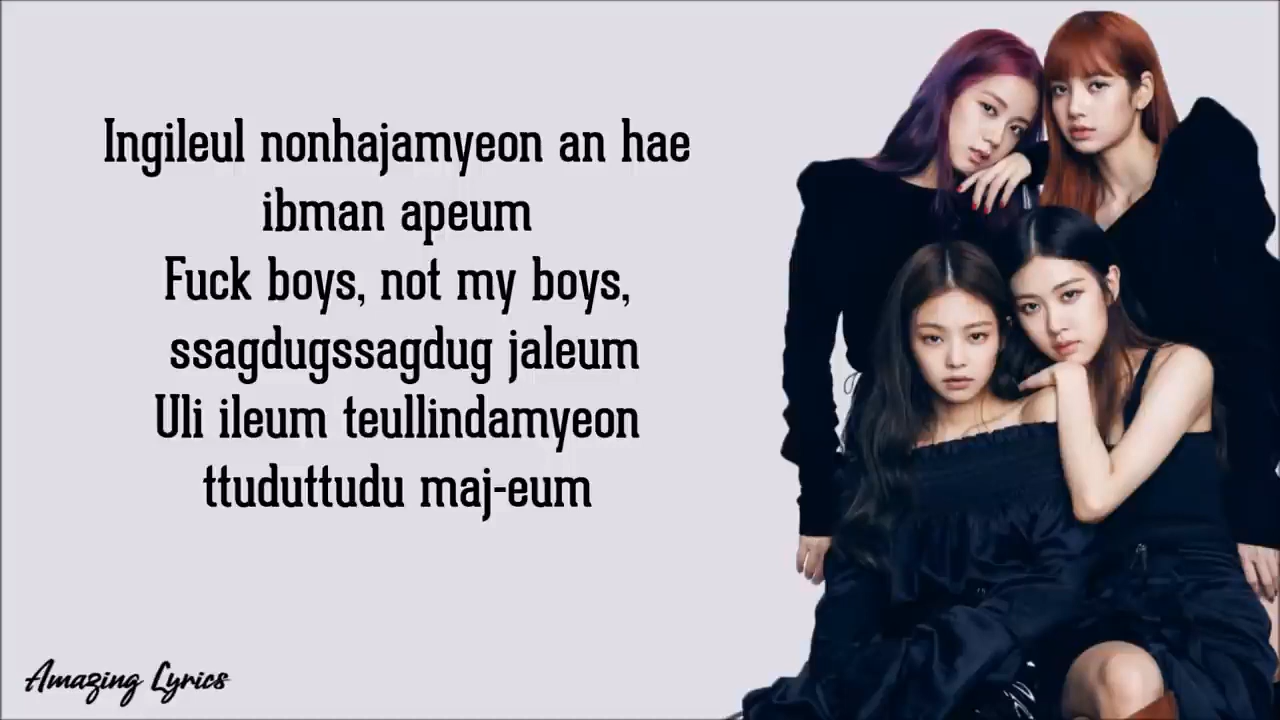 Ingileul nonhajamyeon an hae
ibman apeum
Fuck boys, not my boys,
ssagdugssagdug jaleum
Uli ileum teullindamyeon
ttuduttudu maj-eum
Amazing Lyrics